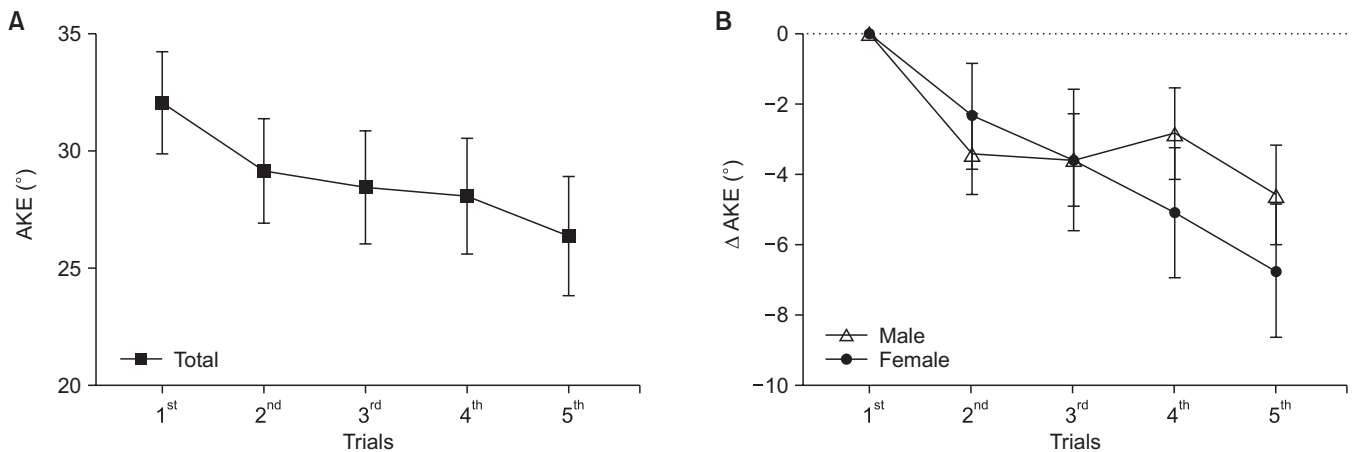 A
35
30
25
20
AKE (°)
Total
1st 2nd 3rd 4th 5th
Trials
B
0
−2
−4
−6
−8
−10
Δ AKE (°)
Male
Female
1st 2nd 3rd 4th 5th
Trials